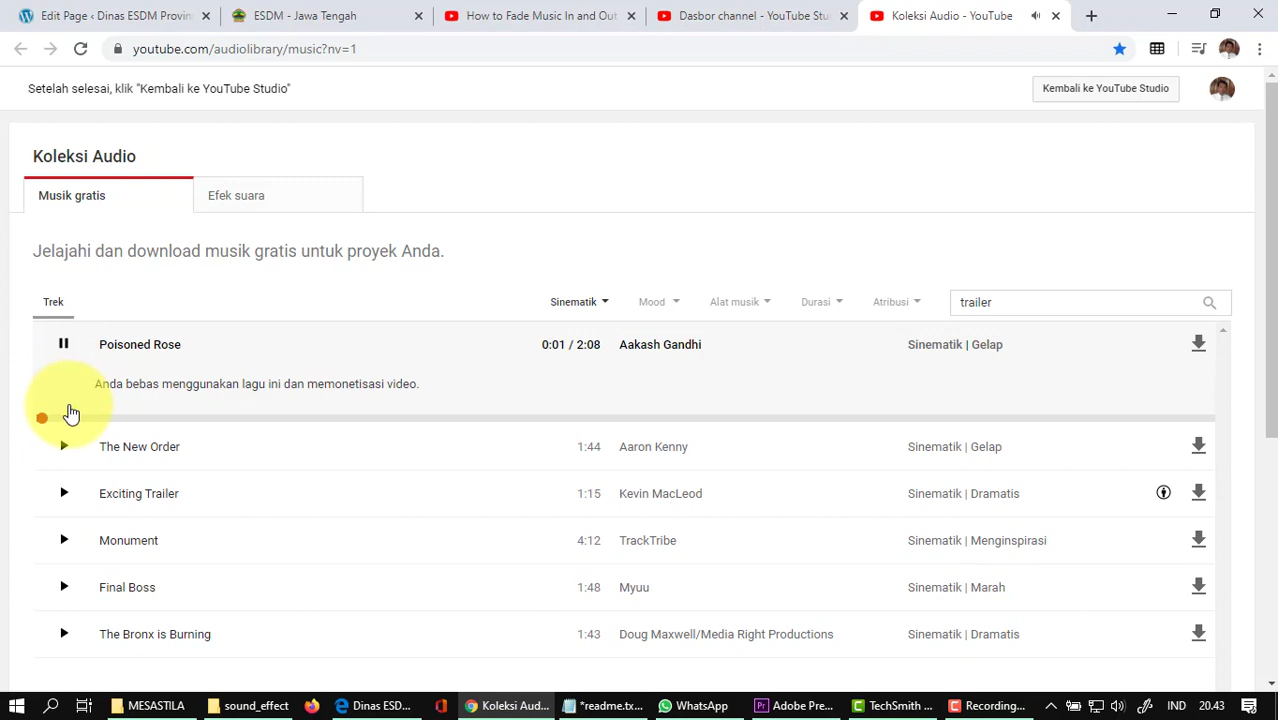 Edit Page ‹ Dinas ESDM Provin
ESDM - Jawa Tengah
How to Fade Music In and Out
Dasbor channel - YouTube Stu
Koleksi Audio - YouTube
youtube.com/audiolibrary/music?nv=1
Setelah selesai, klik "Kembali ke YouTube Studio"
Kembali ke YouTube Studio
Koleksi Audio
Musik gratis
Efek suara
Jelajahi dan download musik gratis untuk proyek Anda.
Trek
Sinematik
Mood
Alat musik
Durasi
Atribusi
trailer
Poisoned Rose
0:01 / 2:08
Aakash Gandhi
Sinematik | Gelap
Anda bebas menggunakan lagu ini dan memonetisasi video.
The New Order
1:44
Aaron Kenny
Sinematik | Gelap
Exciting Trailer
1:15
Kevin MacLeod
Sinematik | Dramatis
Monument
4:12
TrackTribe
Sinematik | Menginspirasi
Final Boss
1:48
Myuu
Sinematik | Marah
The Bronx is Burning
1:43
Doug Maxwell/Media Right Productions
Sinematik | Dramatis
MESASTILA
sound_effect
Dinas ESD...
Koleksi Aud...
*readme.tx...
WhatsApp
Adobe Pre...
TechSmith ...
Recording...
IND
20.43